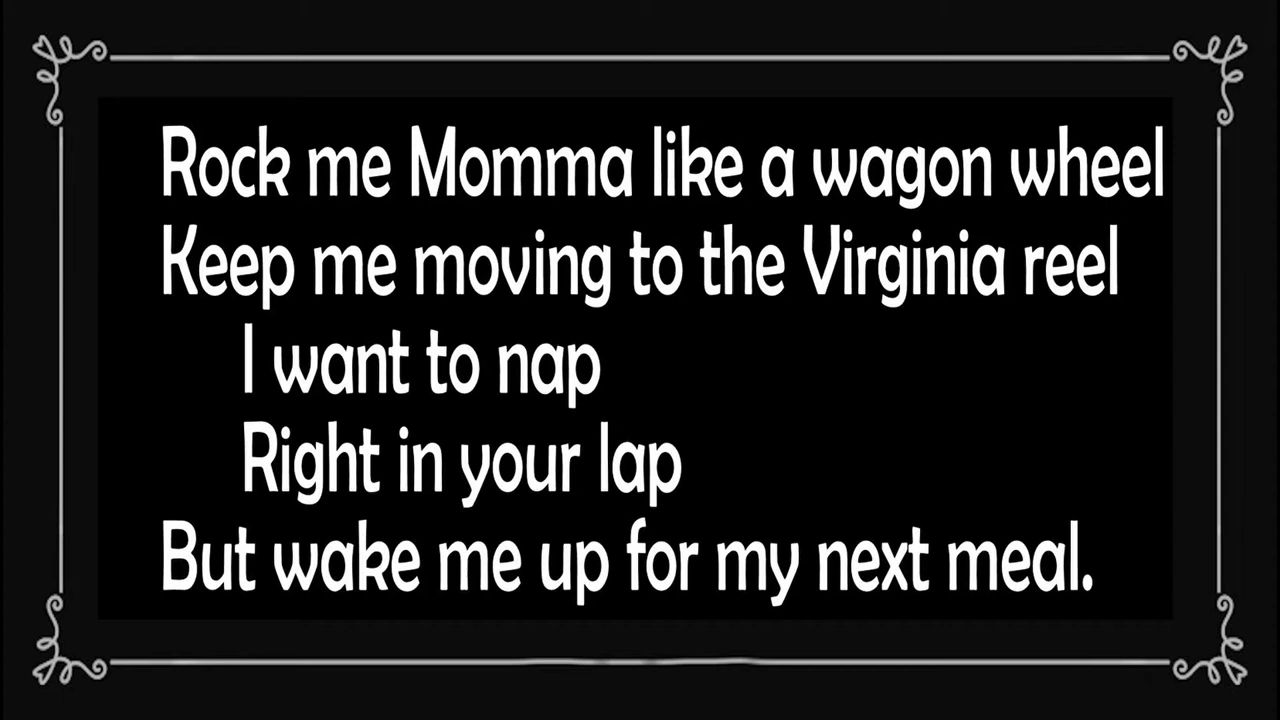 Rock me Momma like a wagon wheel
Keep me moving to the Virginia reel
I want to nap
Right in your lap
But wake me up for my next meal.